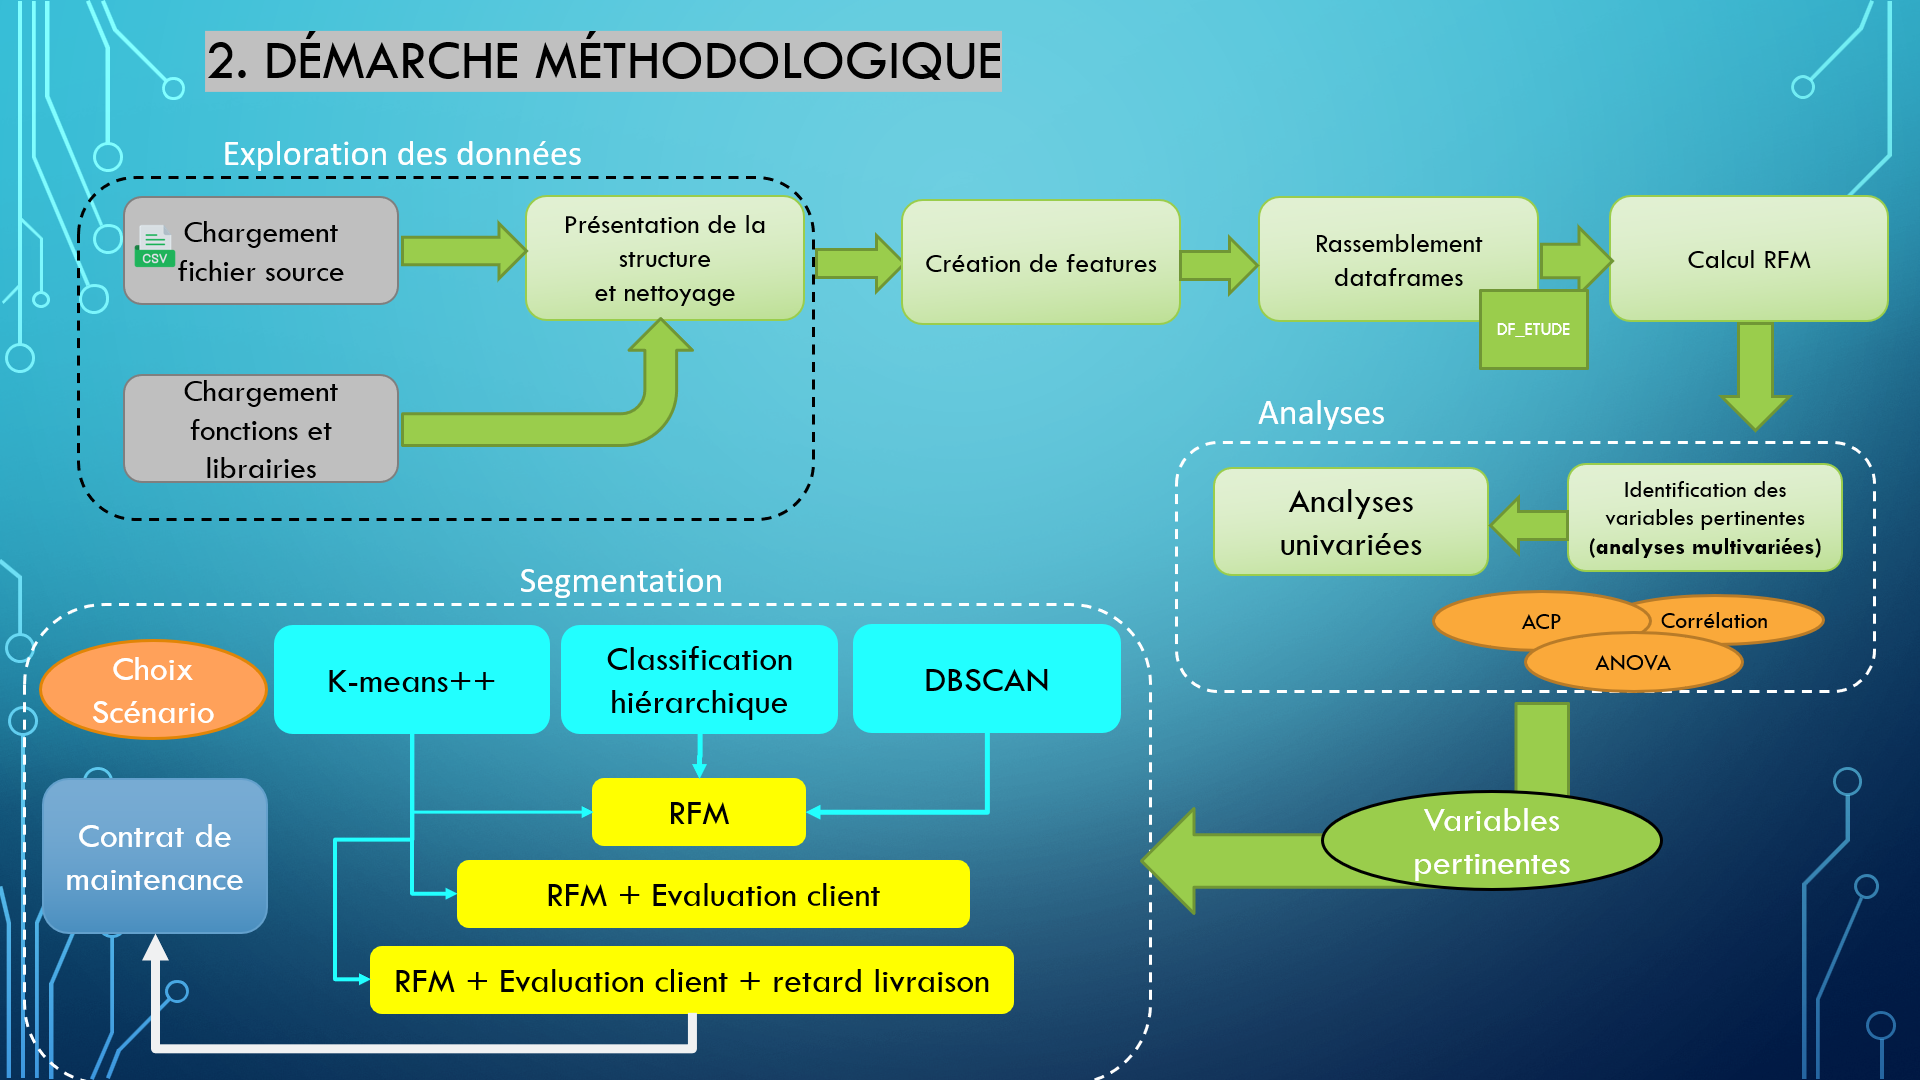 2. DÉMARCHE MÉTHODOLOGIQUE
Exploration des données
CSV
Chargement
fichier source
Présentation de la
structure
et nettoyage
Création de features
Rassemblement
dataframes
DF_ETUDE
Calcul RFM
Chargement
fonctions et
librairies
Analyses
Analyses
univariées
Identification des
variables pertinentes
(analyses multivariées)
ACP
Corrélation
ANOVA
Segmentation
Choix
Scénario
K-means++
Classification
hiérarchique
DBSCAN
Contrat de
maintenance
RFM
RFM + Evaluation client
RFM + Evaluation client + retard livraison
Variables
pertinentes